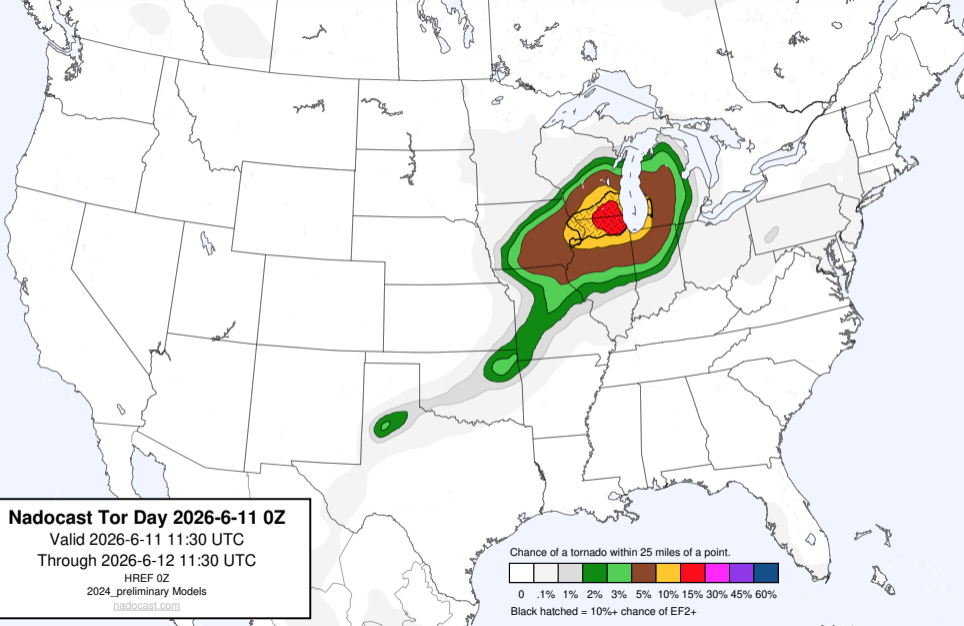 Nadocast Tor Day 2026-6-11 0Z
Valid 2026-6-11 11:30 UTC
Through 2026-6-12 11:30 UTC
HREF 0Z
2024_preliminary Models
nadocast.com
Chance of a tornado within 25 miles of a point.
0 .1% 1% 2% 3% 5% 10% 15% 30% 45% 60%
Black hatched = 10%+ chance of EF2+